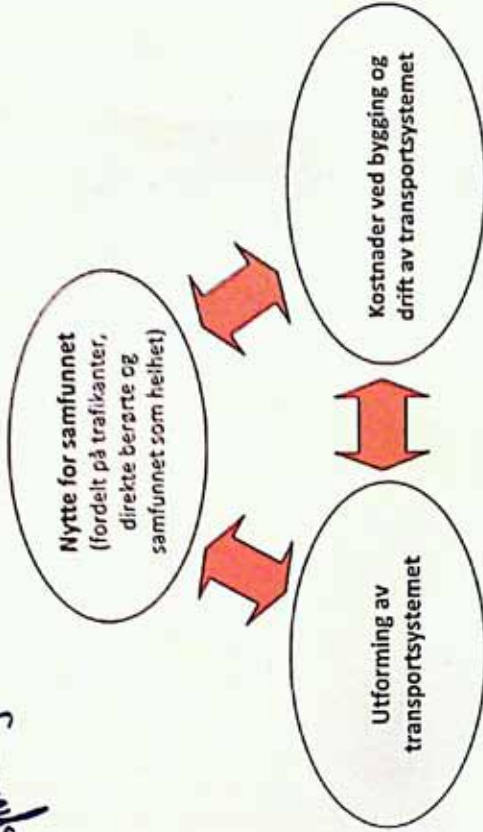 Nytte for samfunnet
(fordelt på trafikanter,
direkte berørte og
samfunnet som helhet)
Utforming av
transportsystemet
Kostnader ved bygging og
drift av transportsystemet